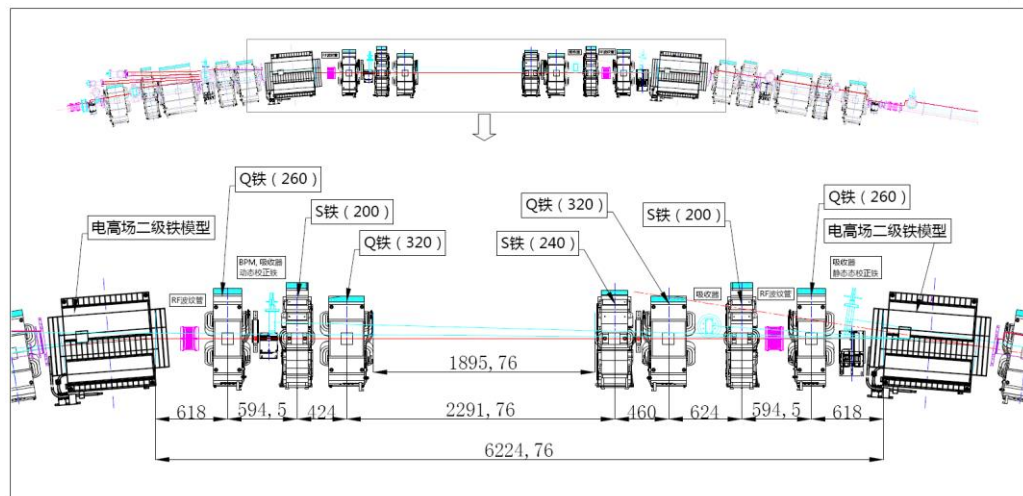 Q铁（260）
S铁（200）
Q铁（320）
电高场二级铁模型
BPM, 吸收器
动态校正铁
RF波纹管
Q铁（320）
S铁（240）
S铁（200）
Q铁（260）
电高场二级铁模型
吸收器
静态态校正铁
吸收器
RF波纹管
1895,76
618
594,5
424
2291,76
460
624
594,5
618
6224,76